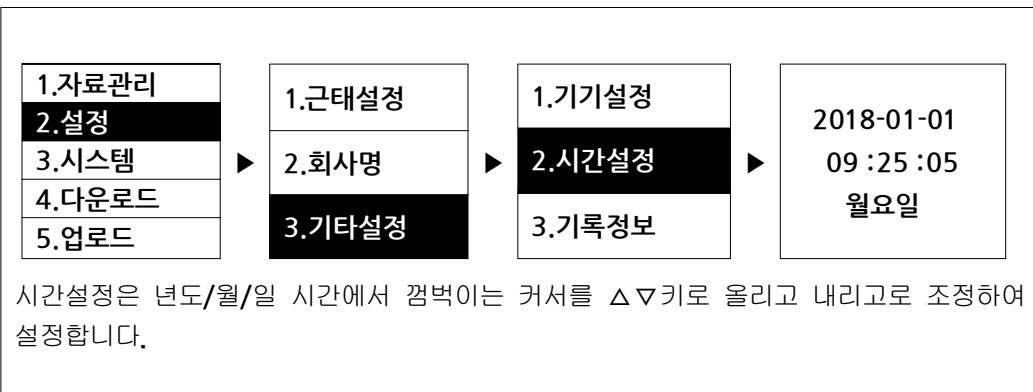 1.자료관리
2.설정
3.시스템
4.다운로드
5.업로드
▶
1.근태설정
2.회사명
3.기타설정
▶
1.기기설정
2.시간설정
3.기록정보
▶
2018-01-01
09 :25 :05
월요일
시간설정은 년도/월/일 시간에서 껌벅이는 커서를 △▽키로 올리고 내리고로 조정하여
설정합니다.